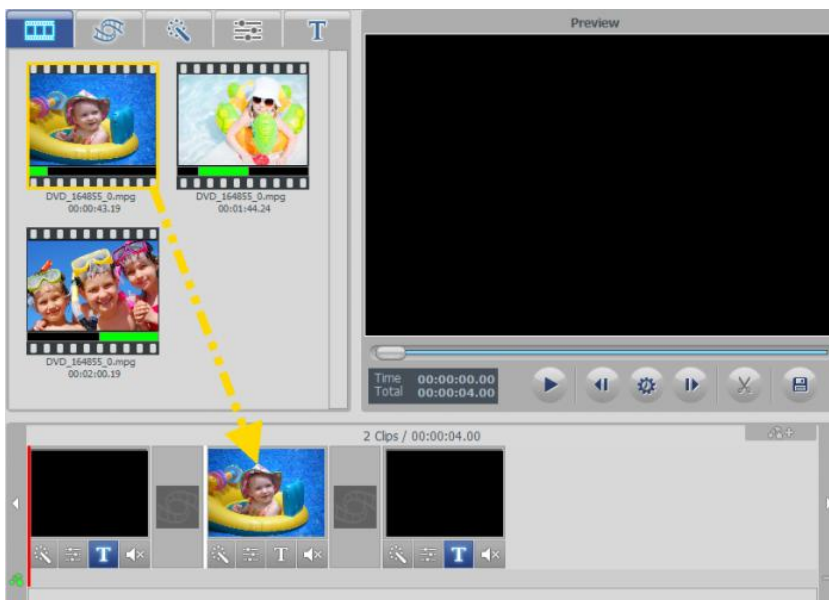 T
Preview
DVD_164855_0.mpg
00:00:43.19
DVD_164855_0.mpg
00:01:44.24
DVD_164855_0.mpg
00:02:00.19
Time 00:00:00.00
Total 00:00:04.00
2 Clips / 00:00:04.00
T
T
T